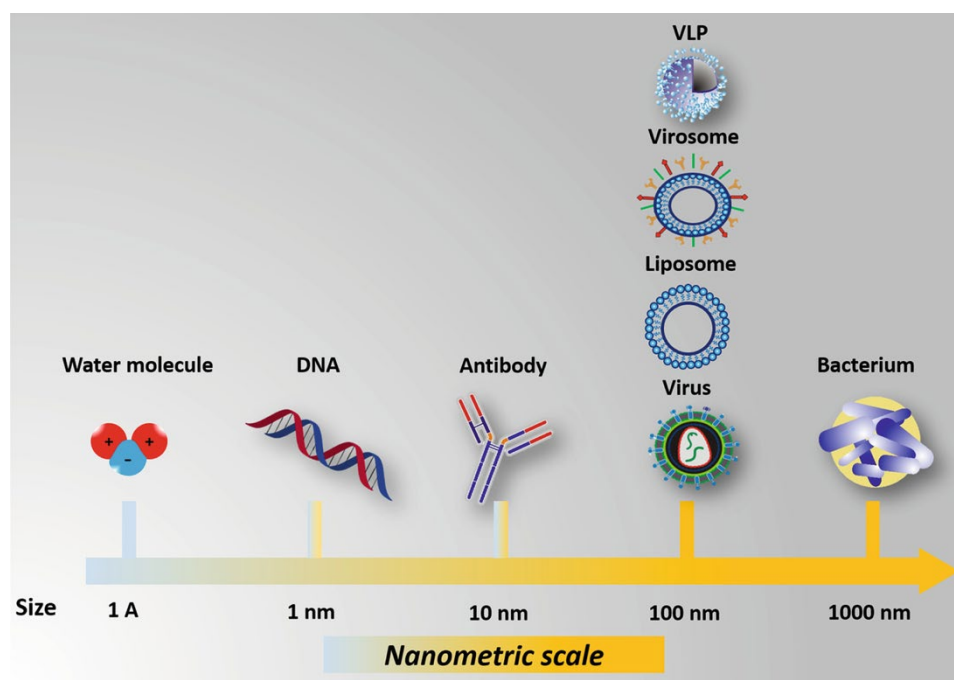 VLP
Virosome
Liposome
Water molecule DNA Antibody Virus Bacterium
+ + -
Size 1 A 1 nm 10 nm 100 nm 1000 nm
Nanometric scale